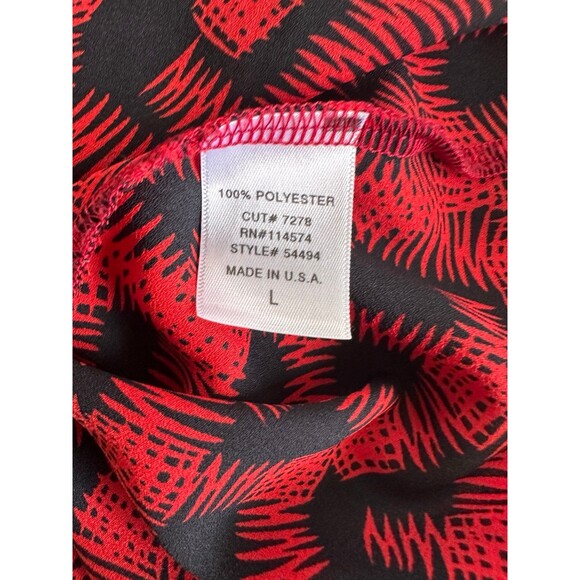 100% POLYESTER
CUT# 7278
RN#114574
STYLE# 54494
MADE IN U.S.A.
L